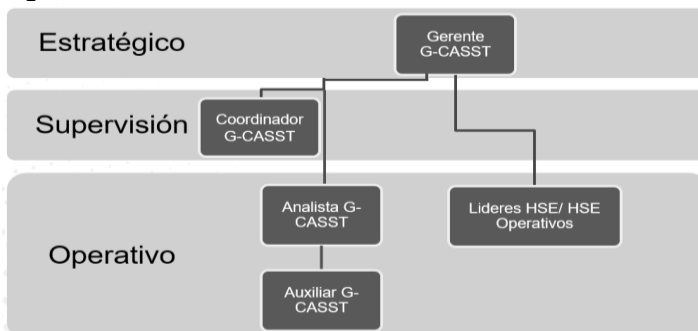 Estratégico
Gerente
G-CASST
Supervisión
Coordinador
G-CASST
Analista G-
CASST
Lideres HSE/ HSE
Operativos
Operativo
Auxiliar G-
CASST